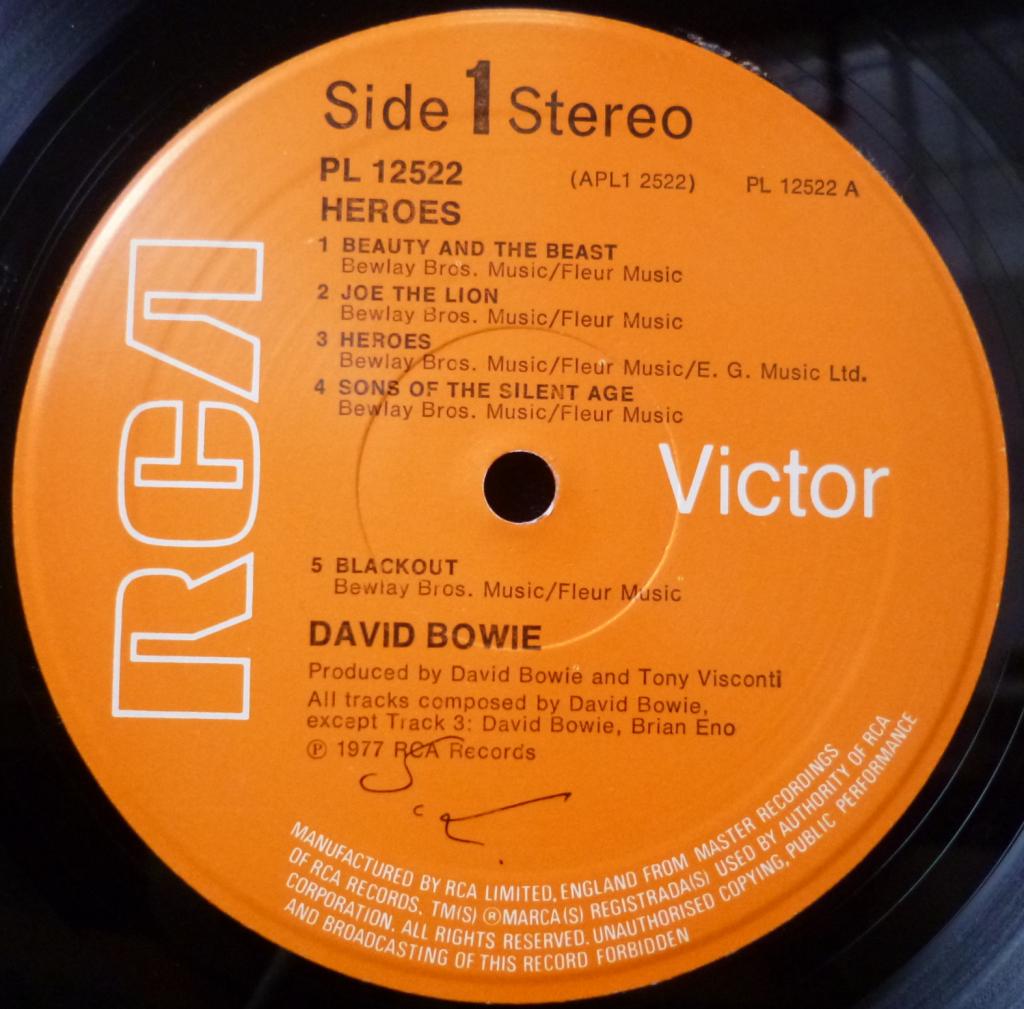 Side 1 Stereo
PL 12522 (APL1 2522) PL 12522 A
HEROES
1 BEAUTY AND THE BEAST
Bewlay Bros. Music/Fleur Music
2 JOE THE LION
Bewlay Bros. Music/Fleur Music
3 HEROES
Bewlay Bros. Music/Fleur Music/E. G. Music Ltd.
4 SONS OF THE SILENT AGE
Bewlay Bros. Music/Fleur Music
RCA
Victor
5 BLACKOUT
Bewlay Bros. Music/Fleur Music
DAVID BOWIE
Produced by David Bowie and Tony Visconti
All tracks composed by David Bowie,
except Track 3: David Bowie, Brian Eno
℗ 1977 RCA Records
MANUFACTURED BY RCA LIMITED, ENGLAND FROM MASTER RECORDINGS
OF RCA RECORDS. TM(S) ® MARCA(S) REGISTRADA(S) USED BY AUTHORITY OF RCA
CORPORATION. ALL RIGHTS RESERVED. UNAUTHORISED COPYING, PUBLIC PERFORMANCE
AND BROADCASTING OF THIS RECORD FORBIDDEN